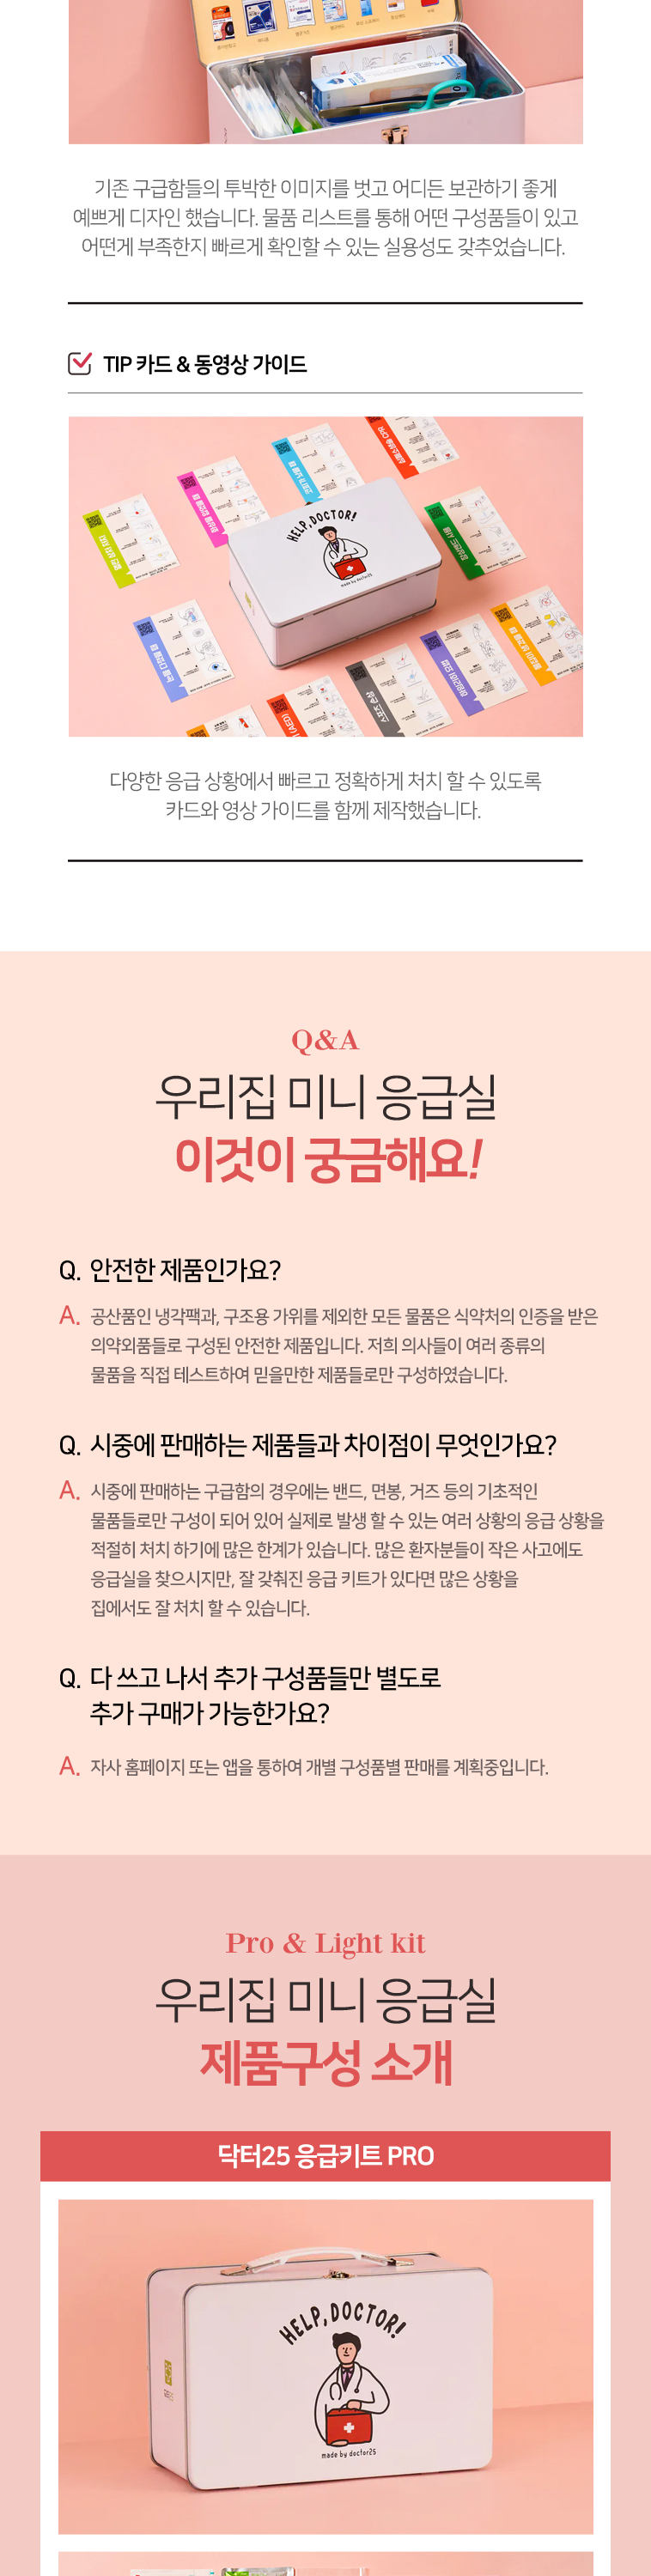 기존 구급함들의 투박한 이미지를 벗고 어디든 보관하기 좋게
예쁘게 디자인 했습니다. 물품 리스트를 통해 어떤 구성품들이 있고
어떤게 부족한지 빠르게 확인할 수 있는 실용성도 갖추었습니다.
TIP 카드 & 동영상 가이드
HELP, DOCTOR!
made by doctor25
다양한 응급 상황에서 빠르고 정확하게 처치 할 수 있도록
카드와 영상 가이드를 함께 제작했습니다.
Q&A
우리집 미니 응급실
이것이 궁금해요!
Q. 안전한 제품인가요?
A. 공산품인 냉각팩과, 구조용 가위를 제외한 모든 물품은 식약처의 인증을 받은
의약외품들로 구성된 안전한 제품입니다. 저희 의사들이 여러 종류의
물품을 직접 테스트하여 믿을만한 제품들로만 구성하였습니다.
Q. 시중에 판매하는 제품들과 차이점이 무엇인가요?
A. 시중에 판매하는 구급함의 경우에는 밴드, 면봉, 거즈 등의 기초적인
물품들로만 구성이 되어 있어 실제로 발생 할 수 있는 여러 상황의 응급 상황을
적절히 처치 하기에 많은 한계가 있습니다. 많은 환자분들이 작은 사고에도
응급실을 찾으시지만, 잘 갖춰진 응급 키트가 있다면 많은 상황을
집에서도 잘 처치 할 수 있습니다.
Q. 다 쓰고 나서 추가 구성품들만 별도로
추가 구매가 가능한가요?
A. 자사 홈페이지 또는 앱을 통하여 개별 구성품별 판매를 계획중입니다.
Pro & Light kit
우리집 미니 응급실
제품구성 소개
닥터25 응급키트 PRO
HELP, DOCTOR!
made by doctor25